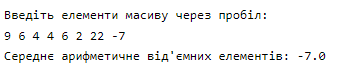 Введіть елементи масиву через пробіл:
9 6 4 4 6 2 22 -7
Середнє арифметичне від'ємних елементів: -7.0